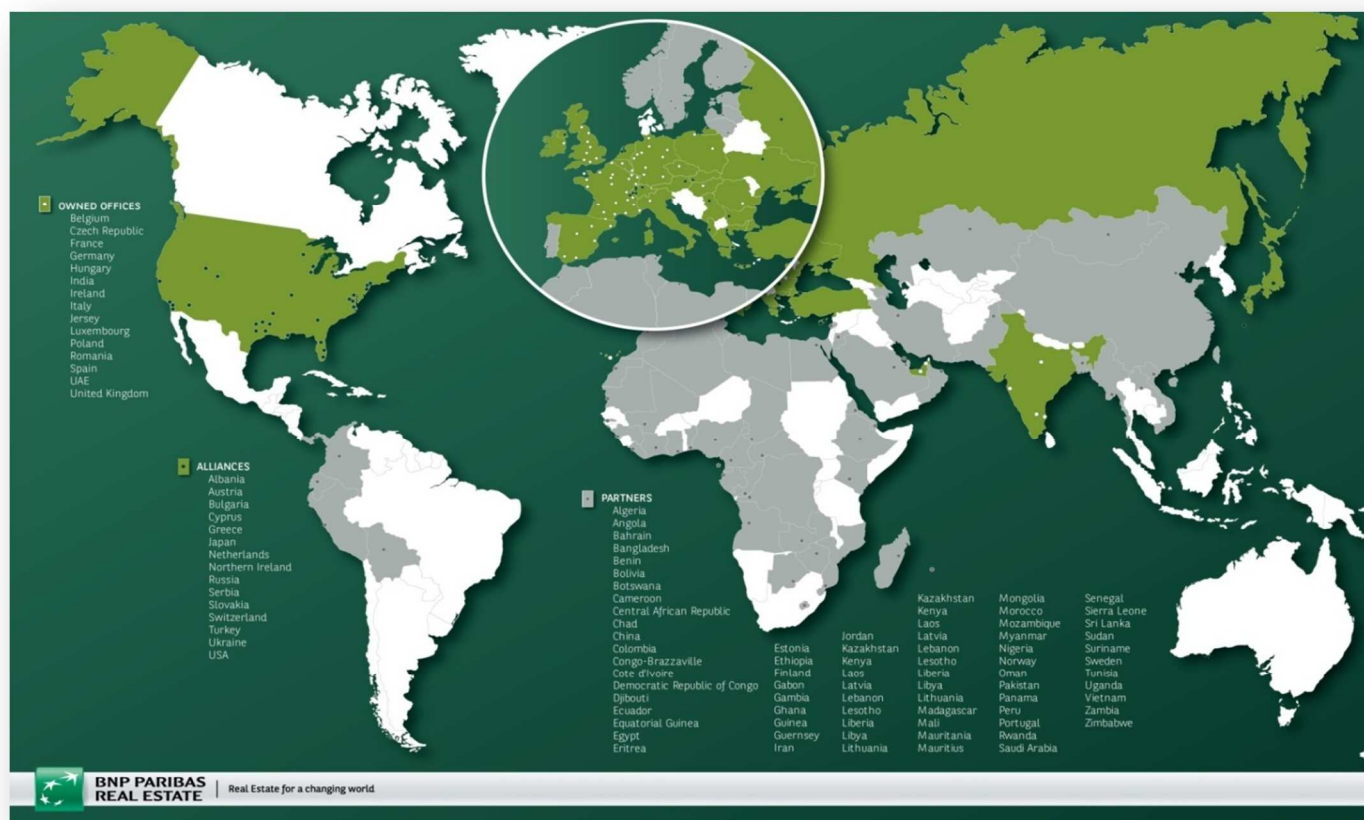 OWNED OFFICES
Belgium
Czech Republic
France
Germany
Hungary
India
Ireland
Italy
Jersey
Luxembourg
Poland
Romania
Spain
UAE
United Kingdom
ALLIANCES
Albania
Austria
Bulgaria
Cyprus
Greece
Japan
Netherlands
Northern Ireland
Russia
Serbia
Slovakia
Switzerland
Turkey
Ukraine
USA
PARTNERS
Algeria
Angola
Bahrain
Bangladesh
Benin
Bolivia
Botswana
Cameroon
Central African Republic
Chad
China
Colombia
Congo-Brazzaville
Cote d'Ivoire
Democratic Republic of Congo
Djibouti
Ecuador
Equatorial Guinea
Egypt
Eritrea
Estonia
Ethiopia
Finland
Gabon
Gambia
Ghana
Guinea
Guernsey
Iran
Jordan
Kazakhstan
Kenya
Laos
Latvia
Lebanon
Lesotho
Liberia
Libya
Lithuania
Kazakhstan
Kenya
Laos
Latvia
Lebanon
Lesotho
Liberia
Libya
Lithuania
Madagascar
Mali
Mauritania
Mauritius
Mongolia
Morocco
Mozambique
Myanmar
Nigeria
Norway
Oman
Pakistan
Panama
Peru
Portugal
Rwanda
Saudi Arabia
Senegal
Sierra Leone
Sri Lanka
Sudan
Suriname
Sweden
Tunisia
Uganda
Vietnam
Zambia
Zimbabwe
BNP PARIBAS
REAL ESTATE
Real Estate for a changing world